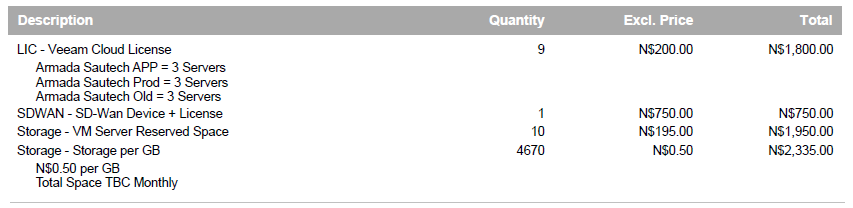 Description Quantity Excl. Price Total
LIC - Veeam Cloud License 9 N$200.00 N$1,800.00
Armada Sautech APP = 3 Servers
Armada Sautech Prod = 3 Servers
Armada Sautech Old = 3 Servers
SDWAN - SD-Wan Device + License 1 N$750.00 N$750.00
Storage - VM Server Reserved Space 10 N$195.00 N$1,950.00
Storage - Storage per GB 4670 N$0.50 N$2,335.00
N$0.50 per GB
Total Space TBC Monthly